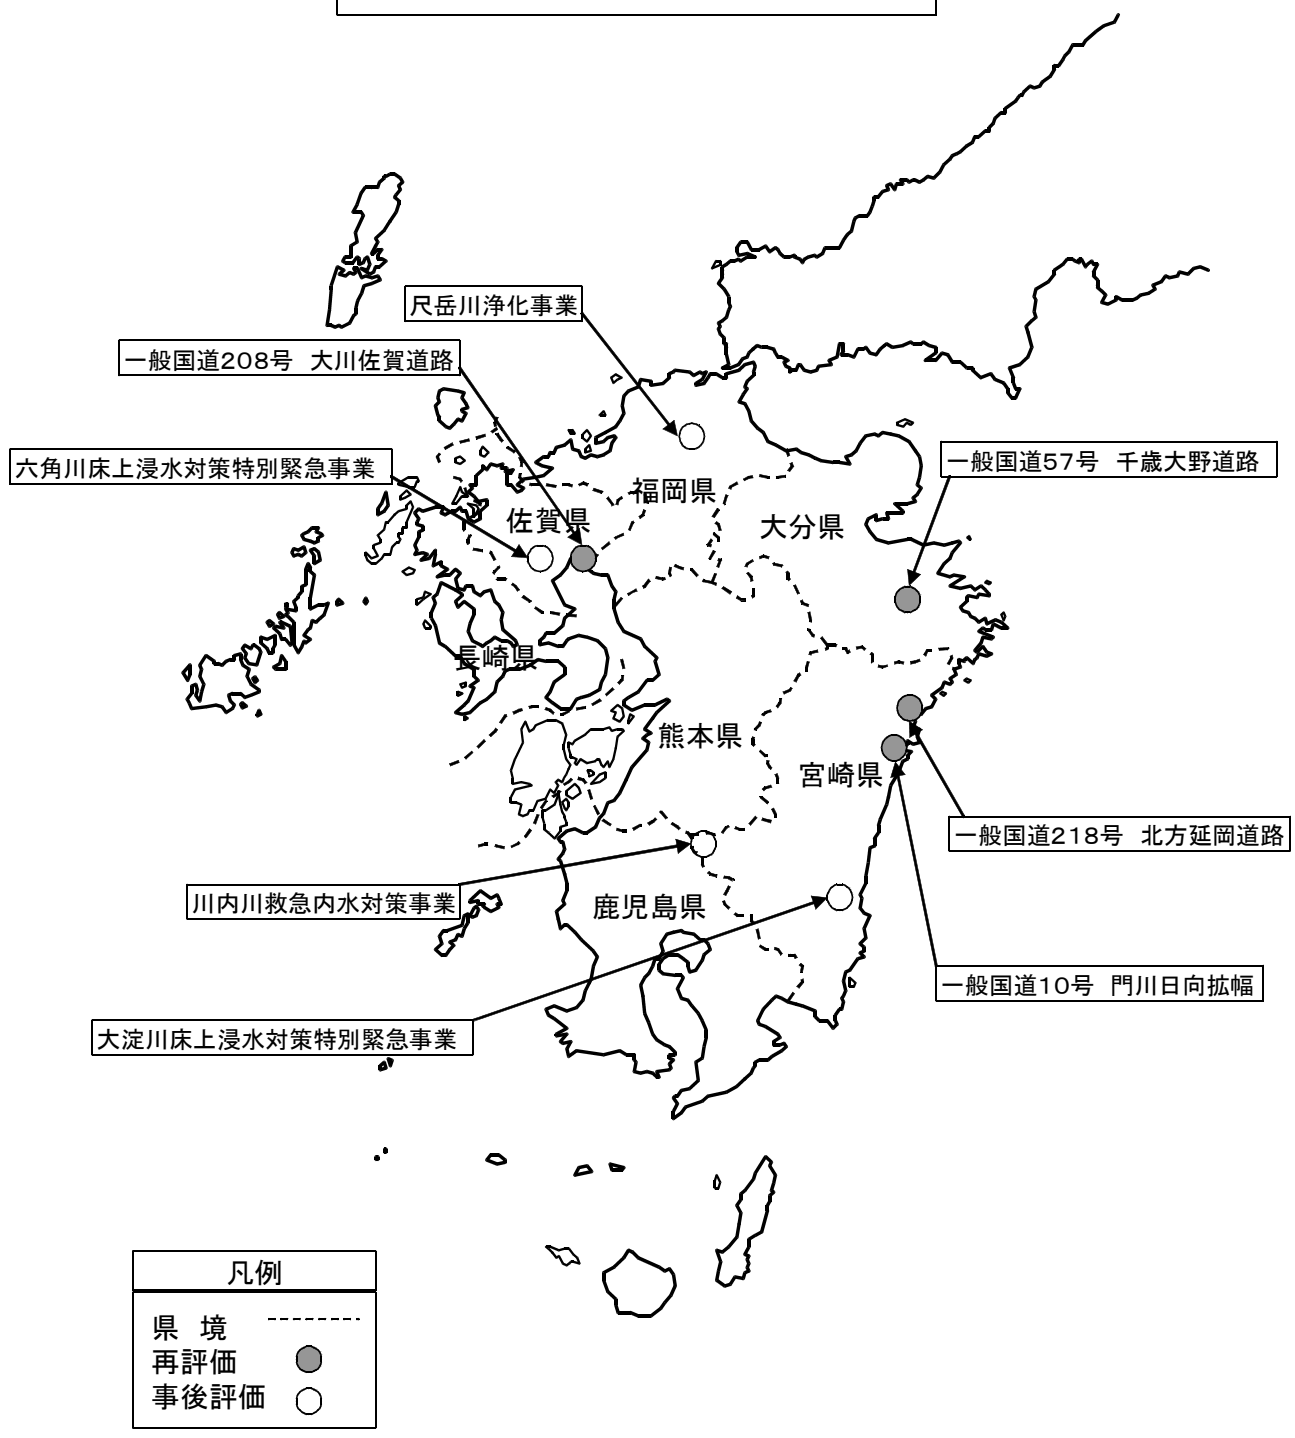 尺岳川浄化事業
一般国道208号　大川佐賀道路
六角川床上浸水対策特別緊急事業
一般国道57号　千歳大野道路
福岡県
佐賀県
大分県
長崎県
熊本県
宮崎県
一般国道218号　北方延岡道路
川内川救急内水対策事業
鹿児島県
一般国道10号　門川日向拡幅
大淀川床上浸水対策特別緊急事業
凡例
県　境
再評価
事後評価